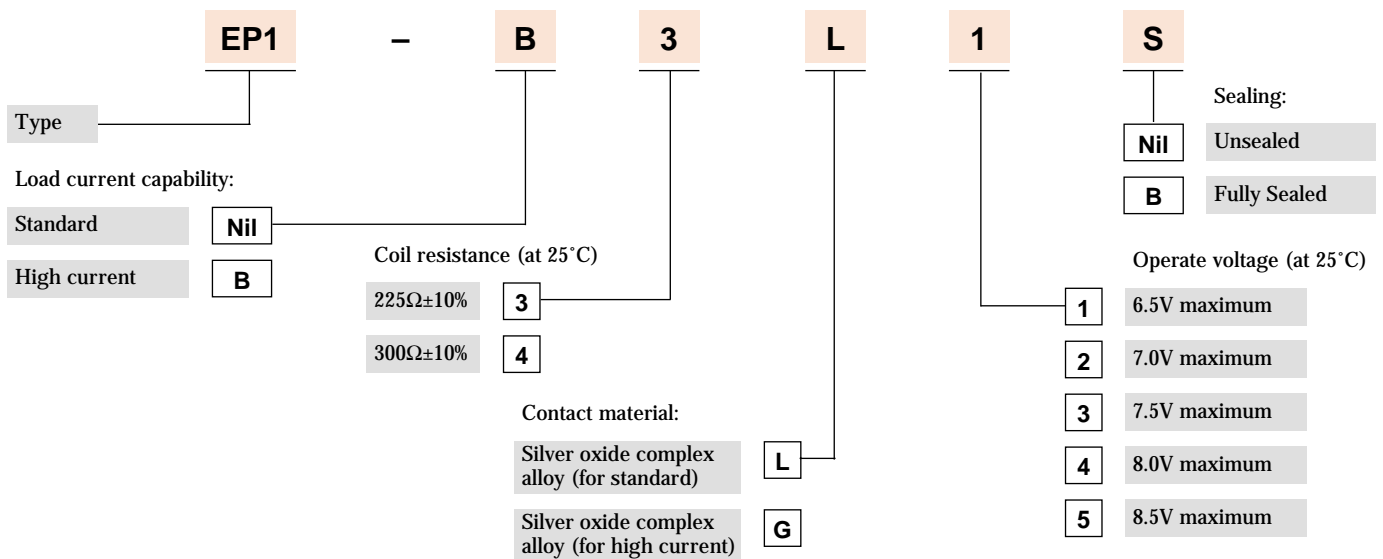 EP1 – B 3 L 1 S
Type
Sealing:
Nil Unsealed
B Fully Sealed
Load current capability:
Standard Nil
High current B
Coil resistance (at 25˚C)
225Ω±10% 3
300Ω±10% 4
Operate voltage (at 25˚C)
1 6.5V maximum
2 7.0V maximum
3 7.5V maximum
4 8.0V maximum
5 8.5V maximum
Contact material:
Silver oxide complex
alloy (for standard) L
Silver oxide complex
alloy (for high current) G